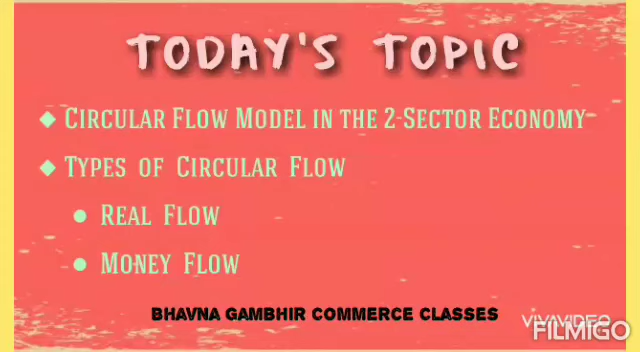 TODAY'S TOPIC
◆ CIRCULAR FLOW MODEL IN THE 2-SECTOR ECONOMY
◆ TYPES OF CIRCULAR FLOW
● REAL FLOW
● MONEY FLOW
BHAVNA GAMBHIR COMMERCE CLASSES
VIVAVIDEO
FILMIGO